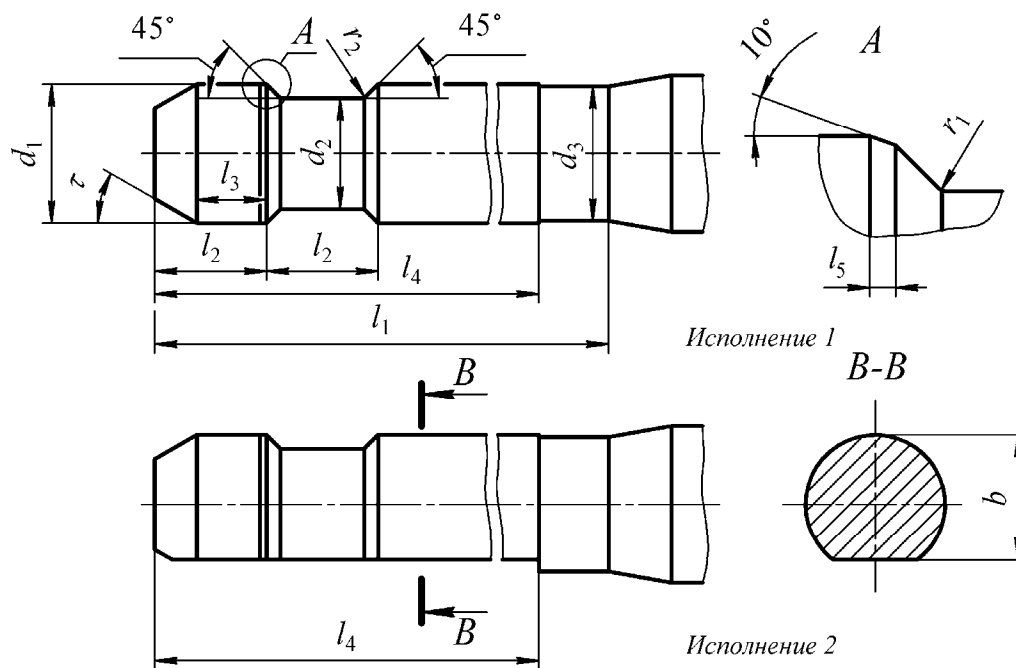 45° A r₂ 45° 10° A
d₁ d₂ d₃ r₁
τ l₃
l₂ l₂ l₄ l₅
l₁ Исполнение 1
B B-B
b
B
l₄ Исполнение 2